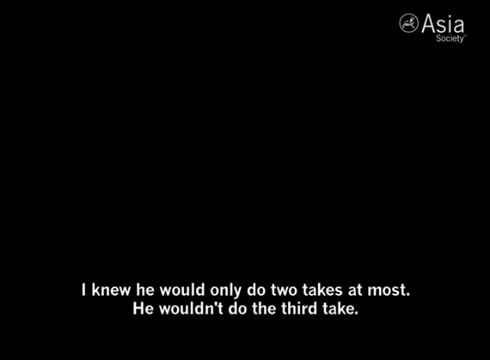 Asia
Society
I knew he would only do two takes at most.
He wouldn't do the third take.